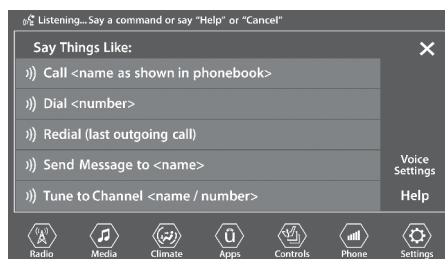 Listening... Say a command or say “Help” or “Cancel”
Say Things Like:
Call <name as shown in phonebook>
Dial <number>
Redial (last outgoing call)
Send Message to <name>
Tune to Channel <name / number>
Voice
Settings
Help
Radio
Media
Climate
Apps
Controls
Phone
Settings